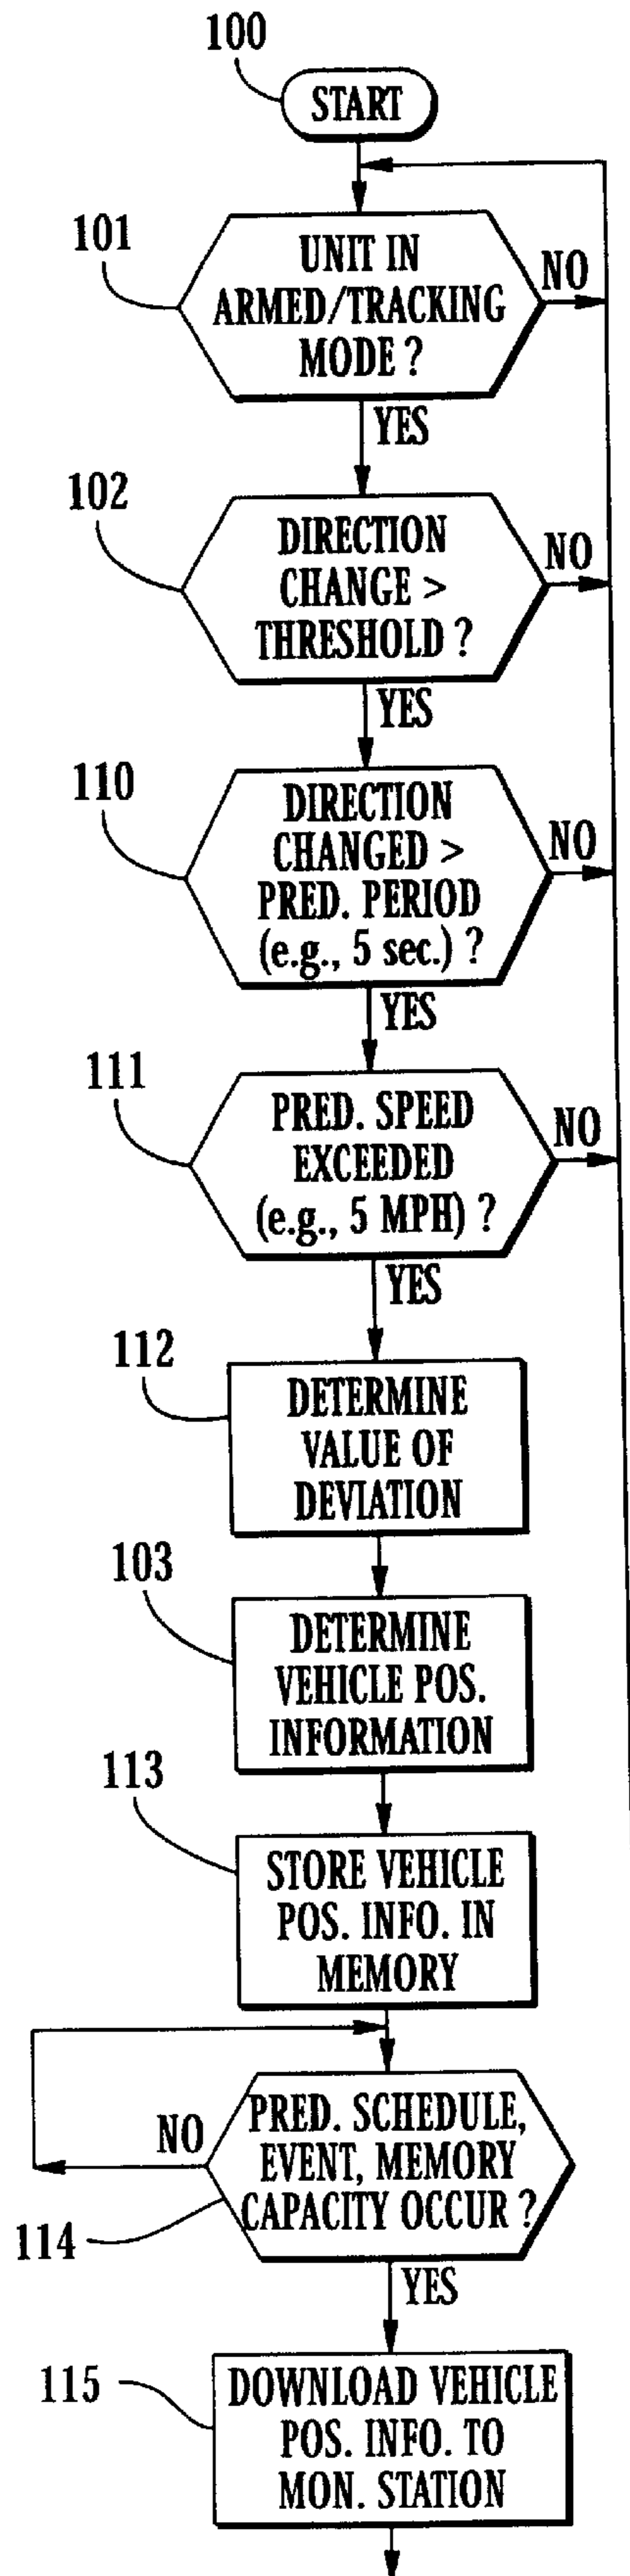 100
START
101
UNIT IN
ARMED/TRACKING
MODE ?
NO
YES
102
DIRECTION
CHANGE >
THRESHOLD ?
NO
YES
110
DIRECTION
CHANGED >
PRED. PERIOD
(e.g., 5 sec.) ?
NO
YES
111
PRED. SPEED
EXCEEDED
(e.g., 5 MPH) ?
NO
YES
112
DETERMINE
VALUE OF
DEVIATION
103
DETERMINE
VEHICLE POS.
INFORMATION
113
STORE VEHICLE
POS. INFO. IN
MEMORY
PRED. SCHEDULE,
EVENT, MEMORY
CAPACITY OCCUR ?
NO
114
YES
115
DOWNLOAD VEHICLE
POS. INFO. TO
MON. STATION